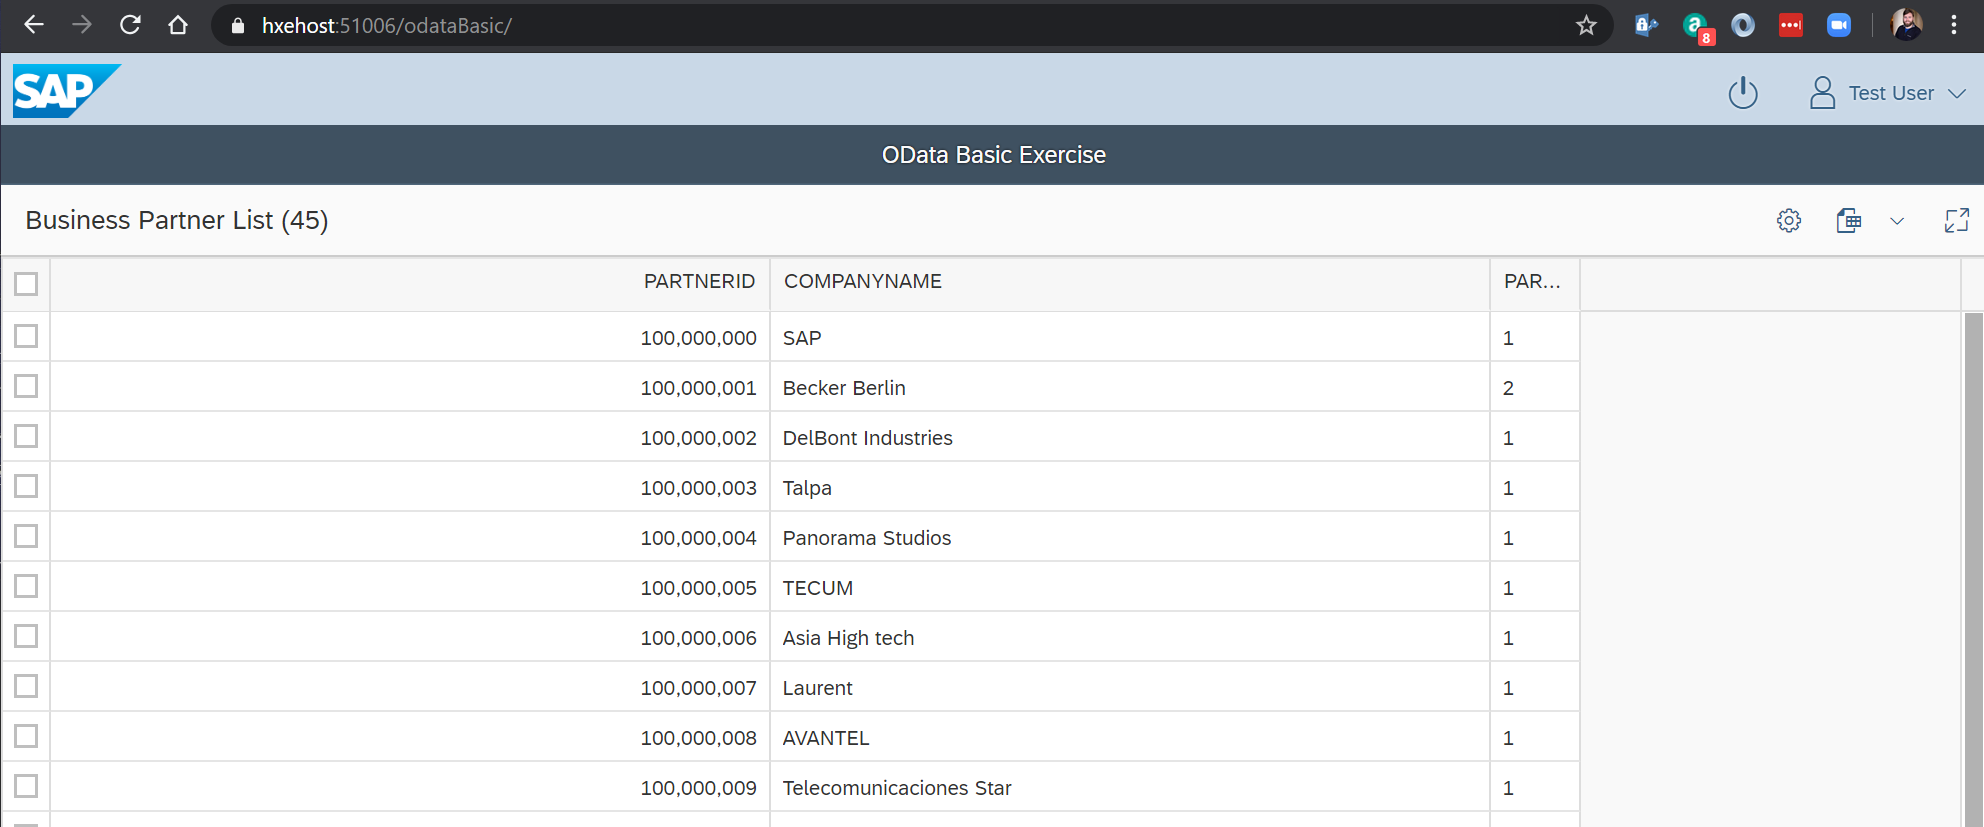 hxehost:51006/odataBasic/
8
SAP
Test User
OData Basic Exercise
Business Partner List (45)
PARTNERID COMPANYNAME PAR...
100,000,000 SAP 1
100,000,001 Becker Berlin 2
100,000,002 DelBont Industries 1
100,000,003 Talpa 1
100,000,004 Panorama Studios 1
100,000,005 TECUM 1
100,000,006 Asia High tech 1
100,000,007 Laurent 1
100,000,008 AVANTEL 1
100,000,009 Telecomunicaciones Star 1